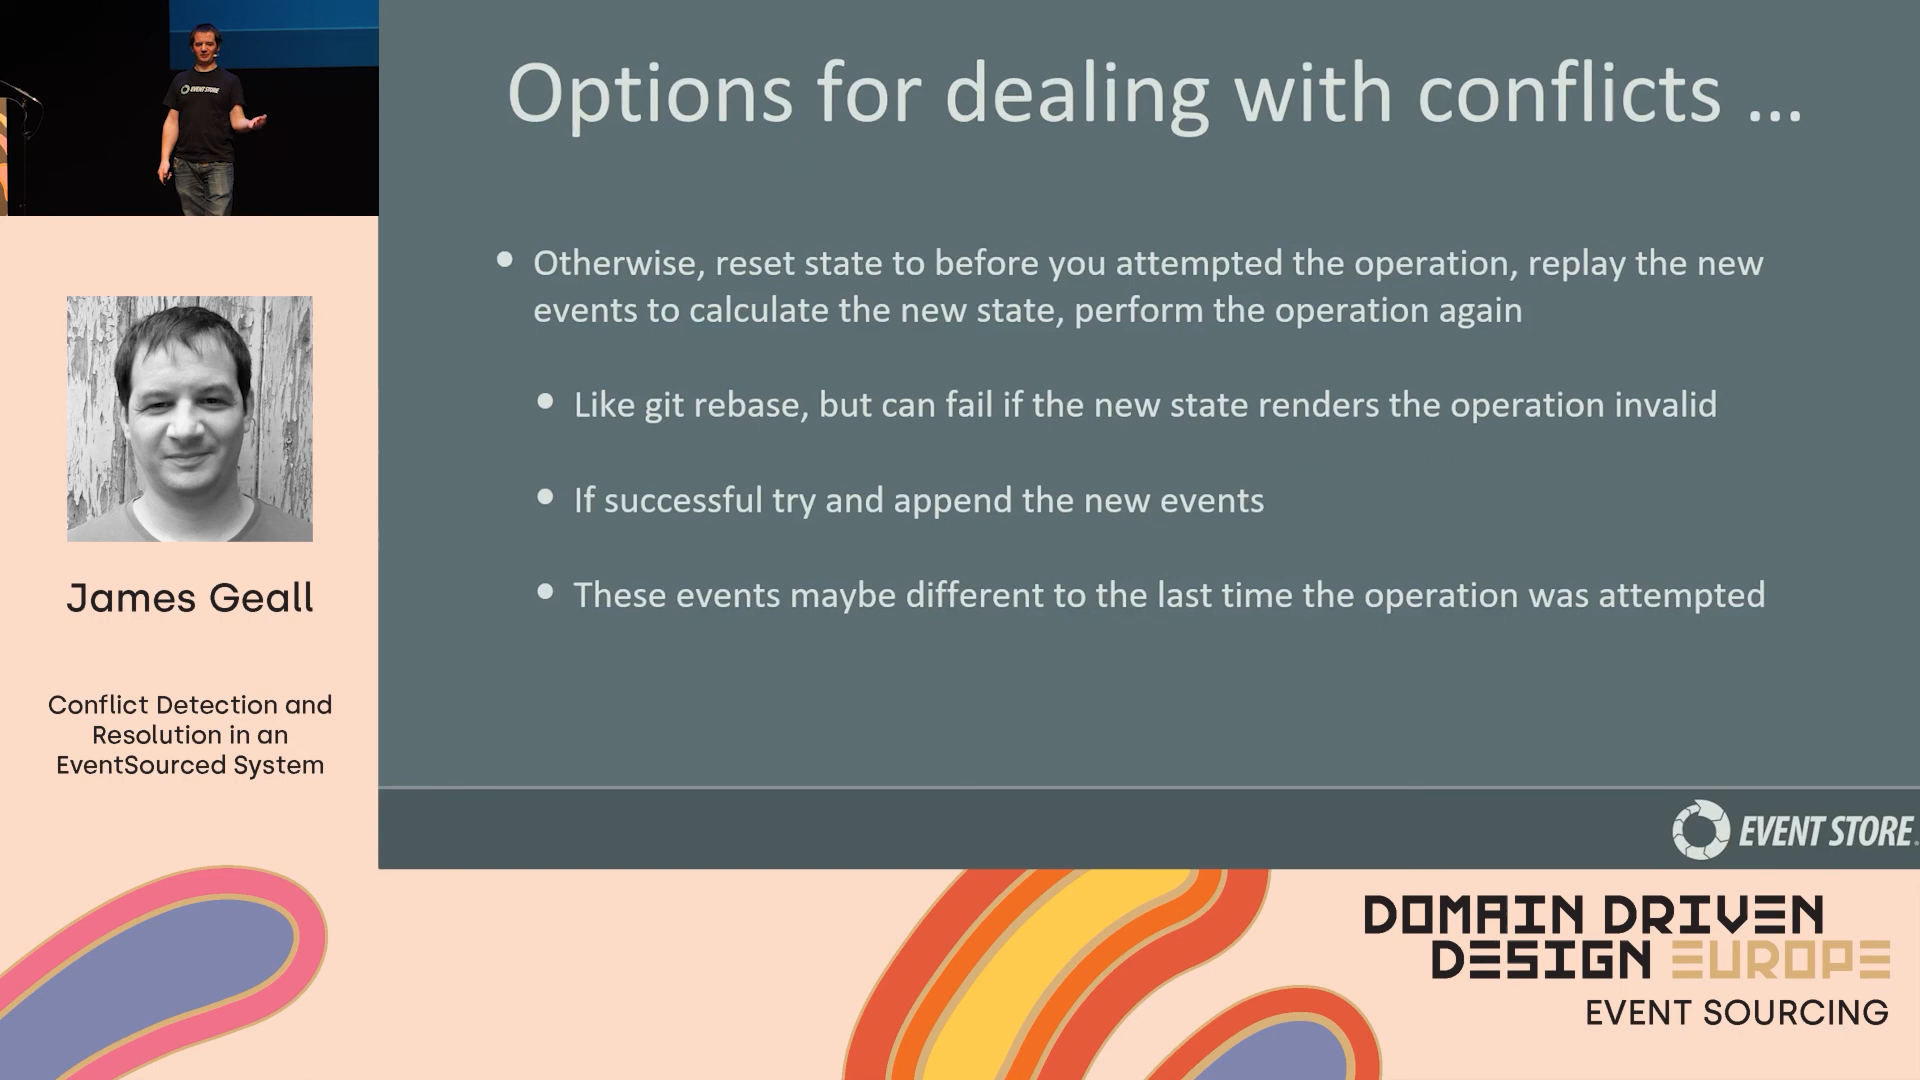 EVENT STORE
Options for dealing with conflicts ...
• Otherwise, reset state to before you attempted the operation, replay the new
events to calculate the new state, perform the operation again
• Like git rebase, but can fail if the new state renders the operation invalid
• If successful try and append the new events
• These events maybe different to the last time the operation was attempted
James Geall
Conflict Detection and
Resolution in an
EventSourced System
EVENT STORE.
DOMAIN DRIVEN
DESIGN EUROPE
EVENT SOURCING